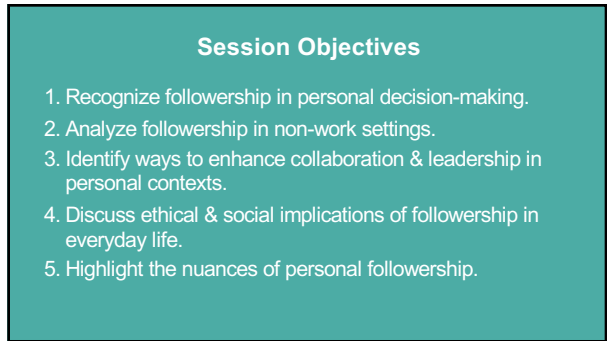 Session Objectives
1. Recognize followership in personal decision-making.
2. Analyze followership in non-work settings.
3. Identify ways to enhance collaboration & leadership in
personal contexts.
4. Discuss ethical & social implications of followership in
everyday life.
5. Highlight the nuances of personal followership.